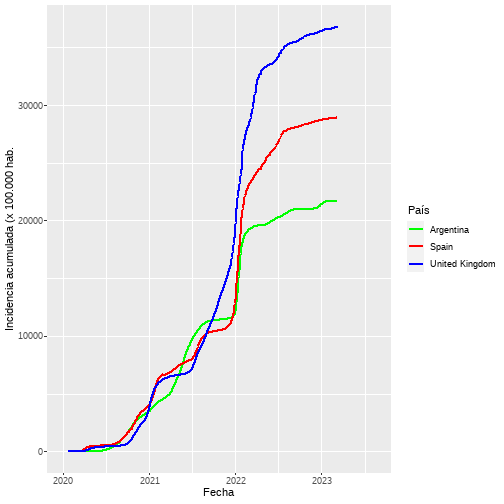 Incidencia acumulada (x 100.000 hab.
30000
20000
10000
0
2020
2021
2022
2023
Fecha
País
Argentina
Spain
United Kingdom